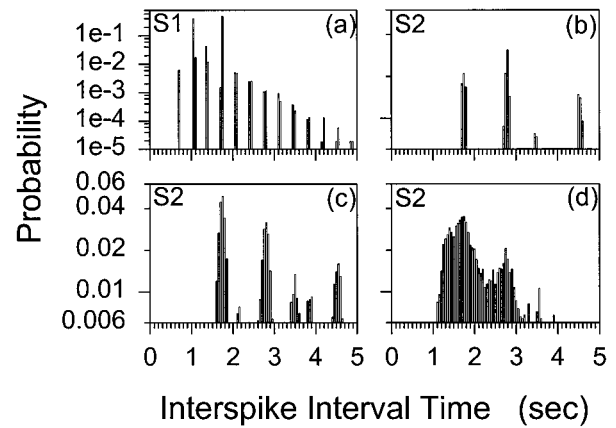 S1 (a)
S2 (b)
1e-1
1e-2
1e-3
1e-4
1e-5
Probability
S2 (c)
S2 (d)
0.06
0.04
0.02
0.01
0.006
0 1 2 3 4 5 0 1 2 3 4 5
Interspike Interval Time (sec)